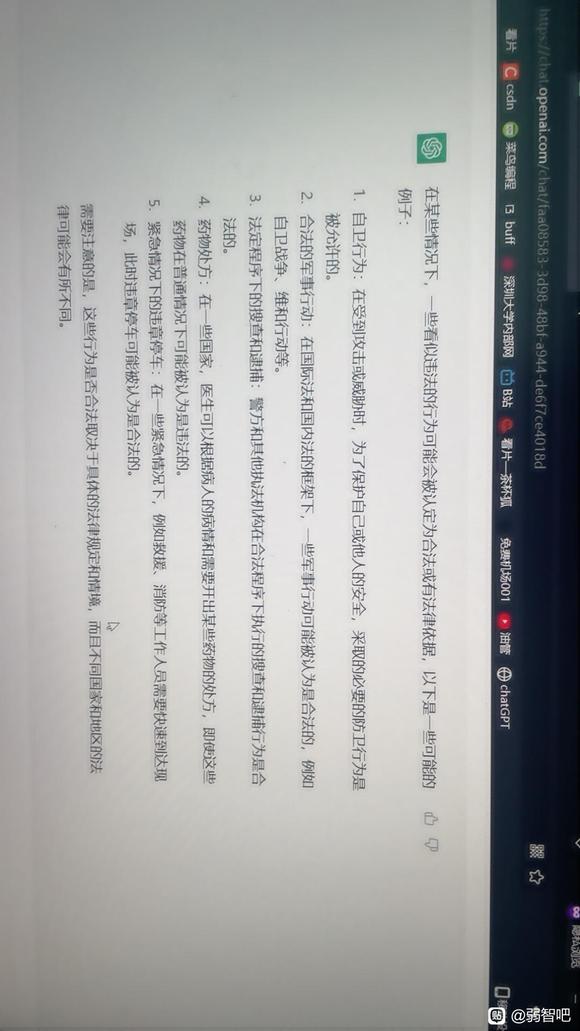 https://chat.openai.com/chat/faa08583-3d98-48bf-a944-de6f7ce4018d
看片 csdn 菜鸟编程 buff 深圳大学内部网 B站 看片—茶杯狐 免费机场001 油管 chatGPT
在某些情况下，一些看似违法的行为可能会被认定为合法或有法律依据，以下是一些可能的
例子：
1. 自卫行为：在受到攻击或威胁时，为了保护自己或他人的安全，采取的必要的防卫行为是
被允许的。
2. 合法的军事行动：在国际法和国内法的框架下，一些军事行动可能被认为是合法的，例如
自卫战争、维和行动等。
3. 法定程序下的搜查和逮捕：警方和其他执法机构在合法程序下执行的搜查和逮捕行为是合
法的。
4. 药物处方：在一些国家，医生可以根据病人的病情和需要开出某些药物的处方，即使这些
药物在普通情况下可能被认为是违法的。
5. 紧急情况下的违章停车：在一些紧急情况下，例如救援、消防等工作人员需要快速到达现
场，此时违章停车可能被认为是合法的。
需要注意的是，这些行为是否合法取决于具体的法律规定和情境，而且不同国家和地区的法
律可能会有所不同。
贴 @弱智吧